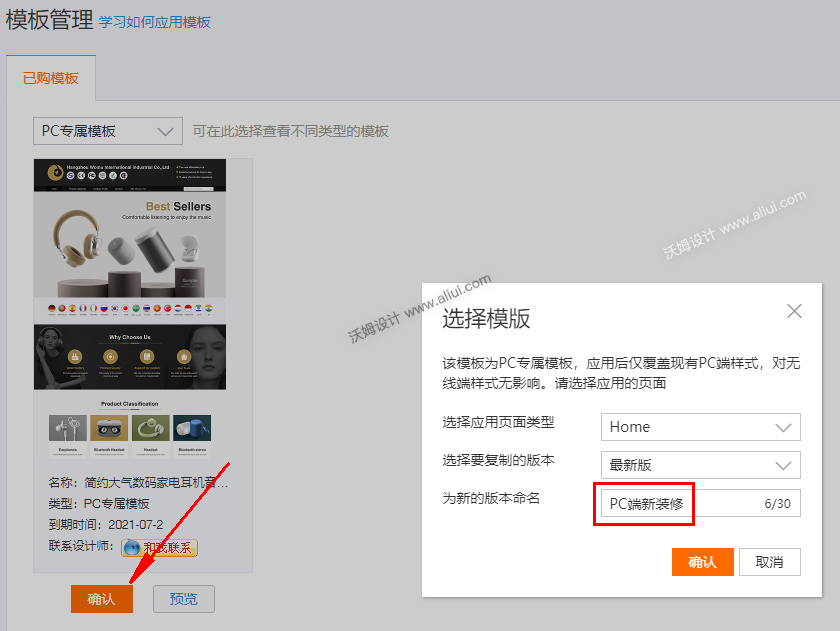 模板管理 学习如何应用模板
已购模板
PC专属模板 可在此选择查看不同类型的模板
Hangzhou Womu International Industrial Co.,Ltd
Best Sellers
Comfortable listening to enjoy the music
Why Choose Us
Product Classification
Earphones Bluetooth Headset Headset Bluetooth stereo
名称：简约大气数码家电耳机音...
类型：PC专属模板
到期时间：2021-07-2
联系设计师： 和我联系
确认 预览
沃姆设计 www.aliui.com
沃姆设计 www.aliui.com
选择模版
该模板为PC专属模板，应用后仅覆盖现有PC端样式，对无
线端样式无影响。请选择应用的页面
选择应用页面类型 Home
选择要复制的版本 最新版
为新的版本命名 PC端新装修 6/30
确认 取消